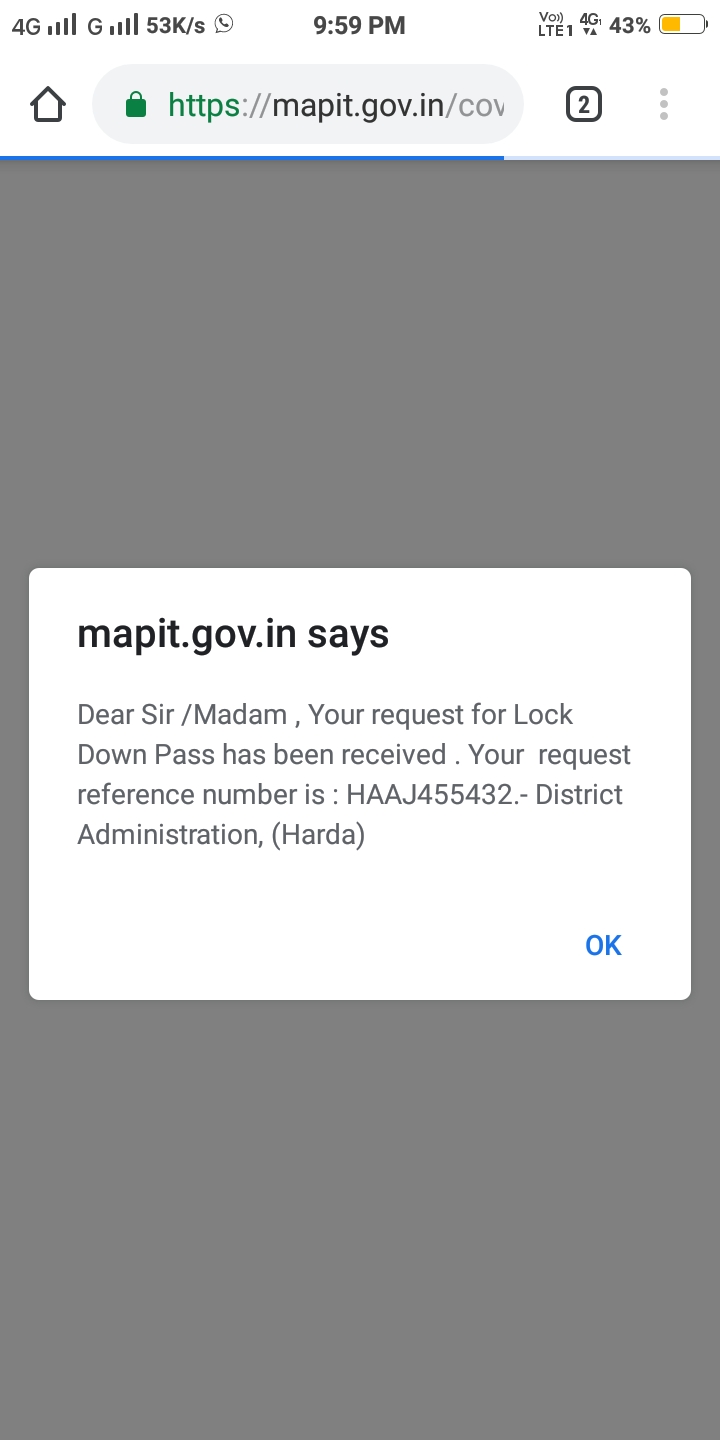 4G G 53K/s 9:59 PM Vo)) LTE1 4G 43%
https://mapit.gov.in/cov 2
mapit.gov.in says
Dear Sir /Madam , Your request for Lock
Down Pass has been received . Your  request
reference number is : HAAJ455432.- District
Administration, (Harda)
OK